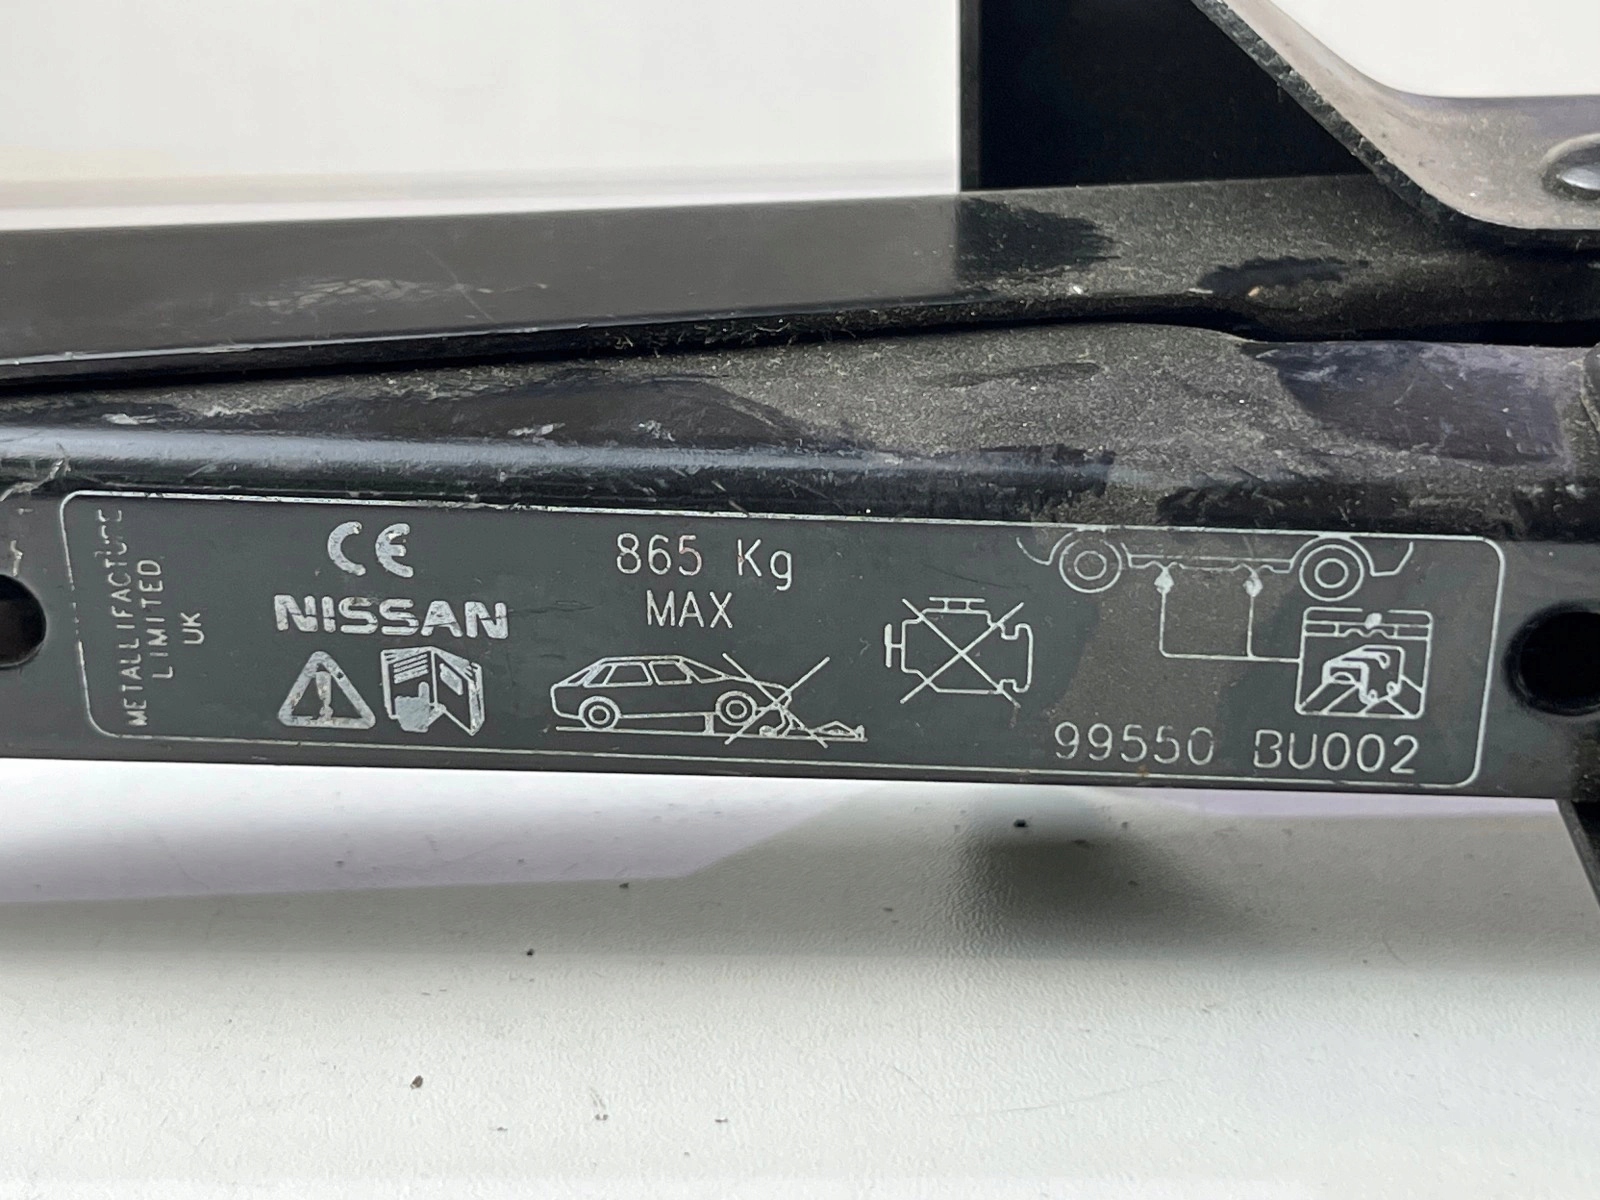 METALLIFACTURE
LIMITED
UK
CE
NISSAN
865 Kg
MAX
99550 BU002